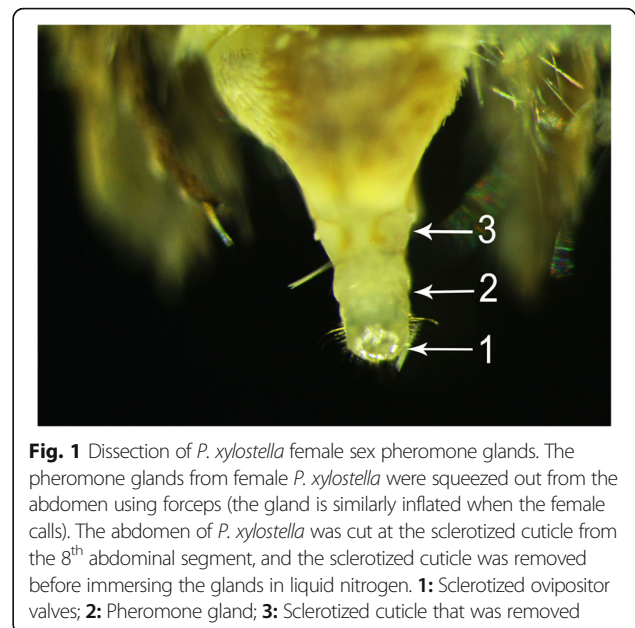 3
2
1
Fig. 1 Dissection of P. xylostella female sex pheromone glands. The
pheromone glands from female P. xylostella were squeezed out from the
abdomen using forceps (the gland is similarly inflated when the female
calls). The abdomen of P. xylostella was cut at the sclerotized cuticle from
the 8th abdominal segment, and the sclerotized cuticle was removed
before immersing the glands in liquid nitrogen. 1: Sclerotized ovipositor
valves; 2: Pheromone gland; 3: Sclerotized cuticle that was removed